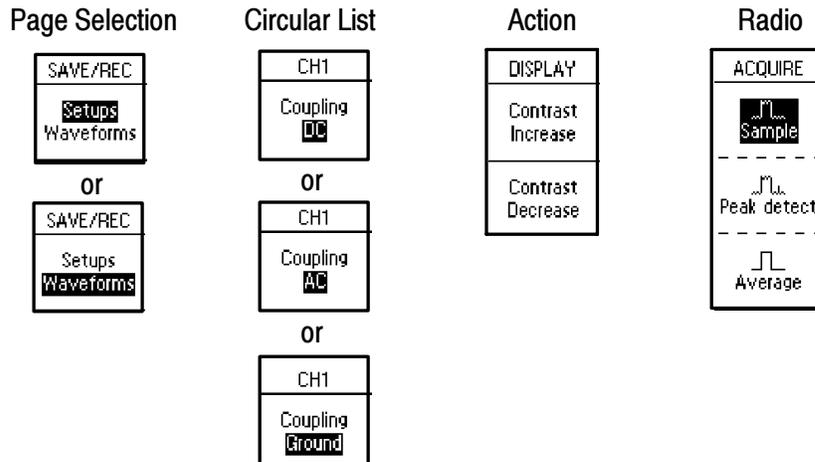 Page Selection
SAVE/REC
Setups
Waveforms
or
SAVE/REC
Setups
Waveforms
Circular List
CH1
Coupling
DC
or
CH1
Coupling
AC
or
CH1
Coupling
Ground
Action
DISPLAY
Contrast
Increase
Contrast
Decrease
Radio
ACQUIRE
Sample
Peak detect
Average